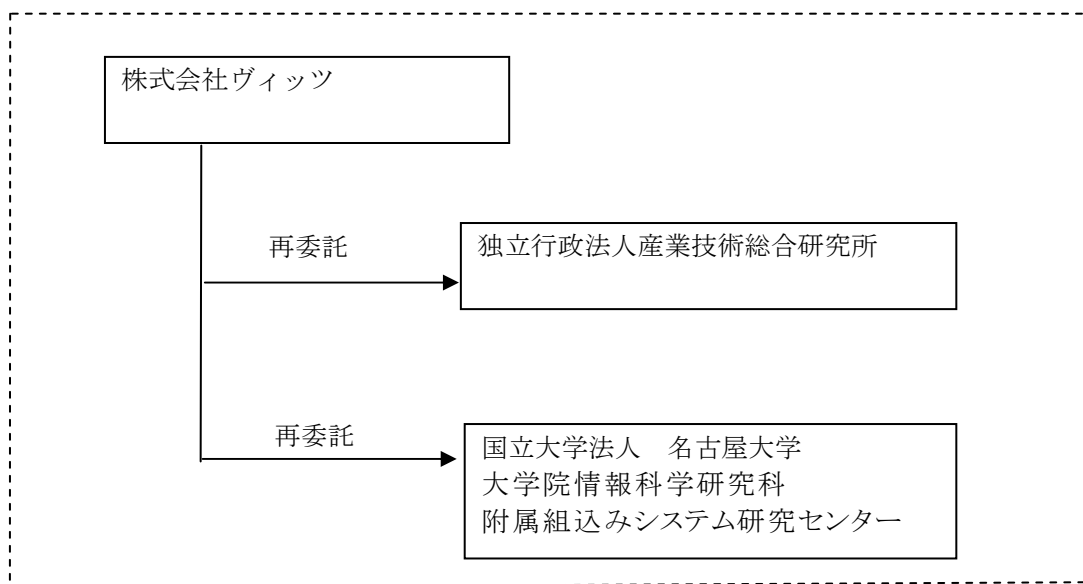 株式会社ヴィッツ
再委託
独立行政法人産業技術総合研究所
再委託
国立大学法人　名古屋大学
大学院情報科学研究科
附属組込みシステム研究センター